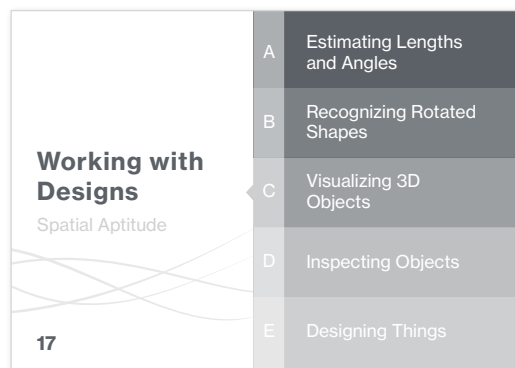 Working with
Designs
Spatial Aptitude
17
A
Estimating Lengths
and Angles
B
Recognizing Rotated
Shapes
C
Visualizing 3D
Objects
D
Inspecting Objects
E
Designing Things